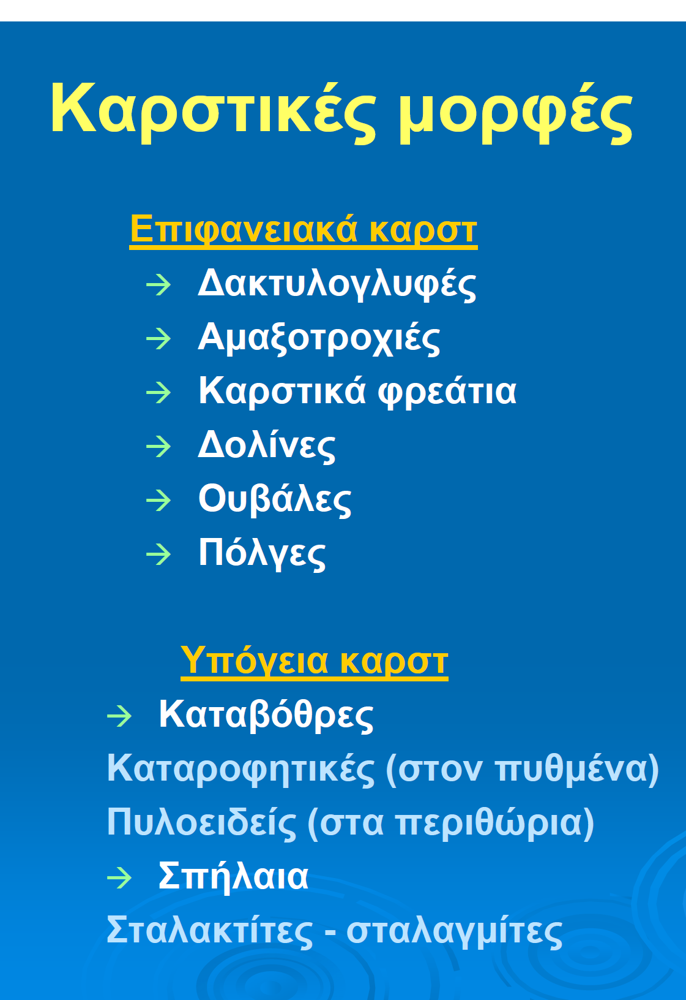 Καρστικές μορφές
Επιφανειακά καρστ
→ Δακτυλογλυφές
→ Αμαξοτροχιές
→ Καρστικά φρεάτια
→ Δολίνες
→ Ουβάλες
→ Πόλγες
Υπόγεια καρστ
→ Καταβόθρες
Καταροφητικές (στον πυθμένα)
Πυλοειδείς (στα περιθώρια)
→ Σπήλαια
Σταλακτίτες - σταλαγμίτες